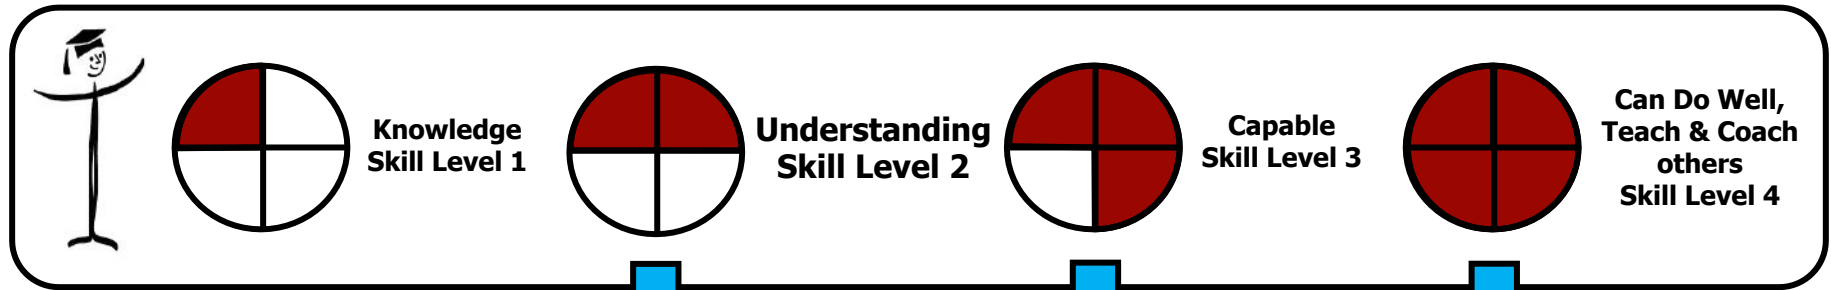 Knowledge
Skill Level 1
Understanding
Skill Level 2
Capable
Skill Level 3
Can Do Well,
Teach & Coach
others
Skill Level 4